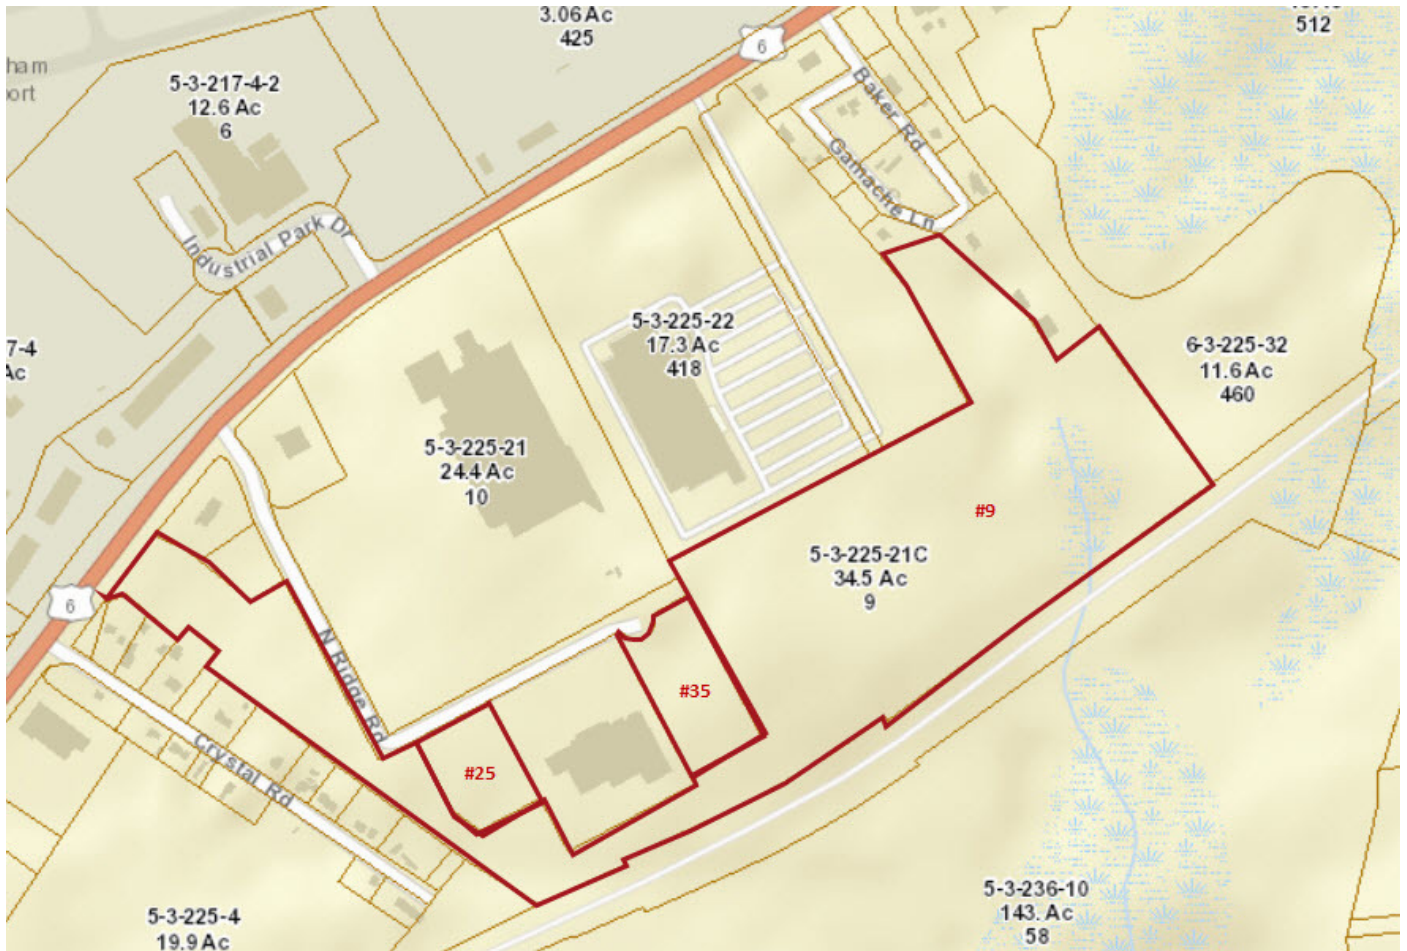 3.06 Ac
425
512
6
ham
ort
5-3-217-4-2
12.6 Ac
6
Baker Rd
Gamache Ln
Industrial Park Dr
5-3-225-22
17.3 Ac
418
7-4
Ac
6-3-225-32
11.6 Ac
460
5-3-225-21
24.4 Ac
10
#9
5-3-225-21C
34.5 Ac
9
6
N Ridge Rd
#35
#25
Crystal Rd
5-3-236-10
143. Ac
58
5-3-225-4
19.9 Ac